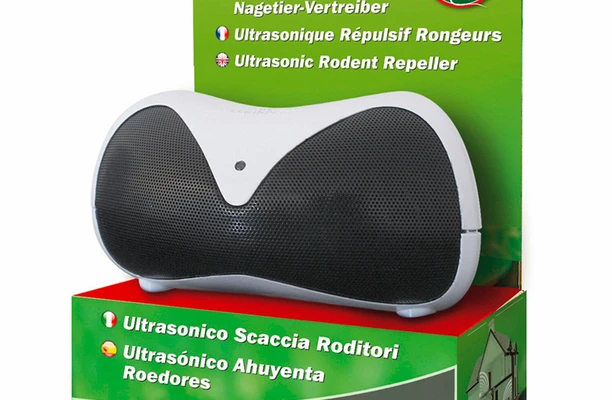 Nagetier-Vertreiber
Ultrasonique Répulsif Rongeurs
Ultrasonic Rodent Repeller
Ultrasonico Scaccia Roditori
Ultrasónico Ahuyenta
Roedores